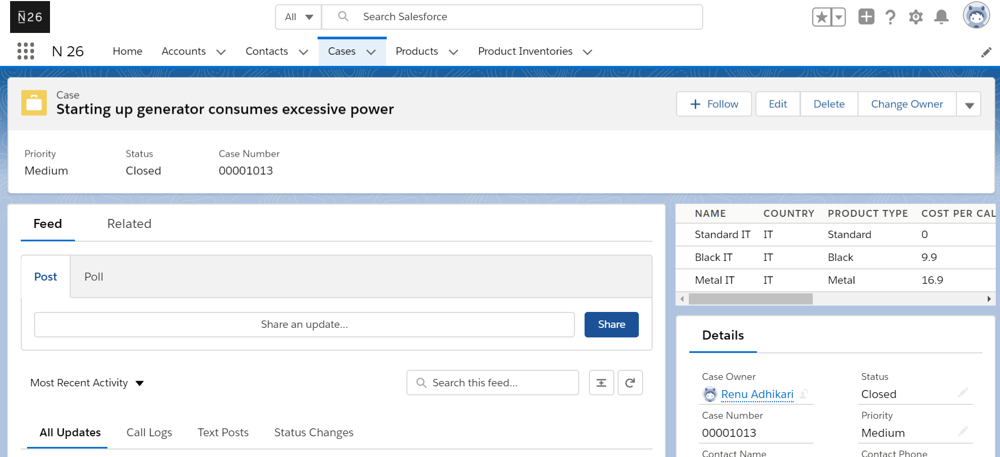 N26
All
Search Salesforce
N 26
Home
Accounts
Contacts
Cases
Products
Product Inventories
Case
Starting up generator consumes excessive power
Follow
Edit
Delete
Change Owner
Priority
Status
Case Number
Medium
Closed
00001013
Feed
Related
Post
Poll
Share an update...
Share
Most Recent Activity
Search this feed...
All Updates
Call Logs
Text Posts
Status Changes
NAME COUNTRY PRODUCT TYPE COST PER CAL
Standard IT IT Standard 0
Black IT IT Black 9.9
Metal IT IT Metal 16.9
Details
Case Owner
Renu Adhikari
Status
Closed
Case Number
00001013
Priority
Medium
Contact Name
Contact Phone